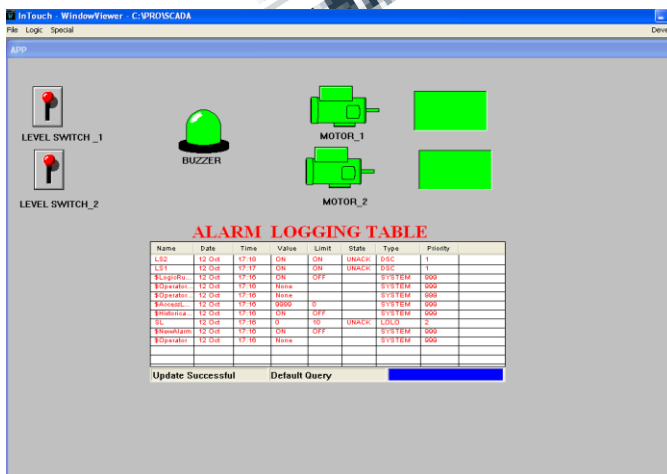 InTouch - WindowViewer - C:\PRO\SCADA
File Logic Special Deve
APP
LEVEL SWITCH _1
LEVEL SWITCH_2
BUZZER
MOTOR_1
MOTOR_2
ALARM LOGGING TABLE
Name Date Time Value Limit State Type Priority
LS2 12 Oct 17:18 ON ON UNACK DSC 1
LS1 12 Oct 17:17 ON ON UNACK DSC 1
$LogicRu... 12 Oct 17:16 ON OFF SYSTEM 999
$Operator... 12 Oct 17:16 None SYSTEM 999
$Operator... 12 Oct 17:16 None SYSTEM 999
$AccessL... 12 Oct 17:16 9999 0 SYSTEM 999
$Historica... 12 Oct 17:16 ON OFF SYSTEM 999
SL 12 Oct 17:16 0 10 UNACK LOLO 2
$NewAlarm 12 Oct 17:16 ON OFF SYSTEM 999
$Operator 12 Oct 17:16 None SYSTEM 999
Update Successful Default Query